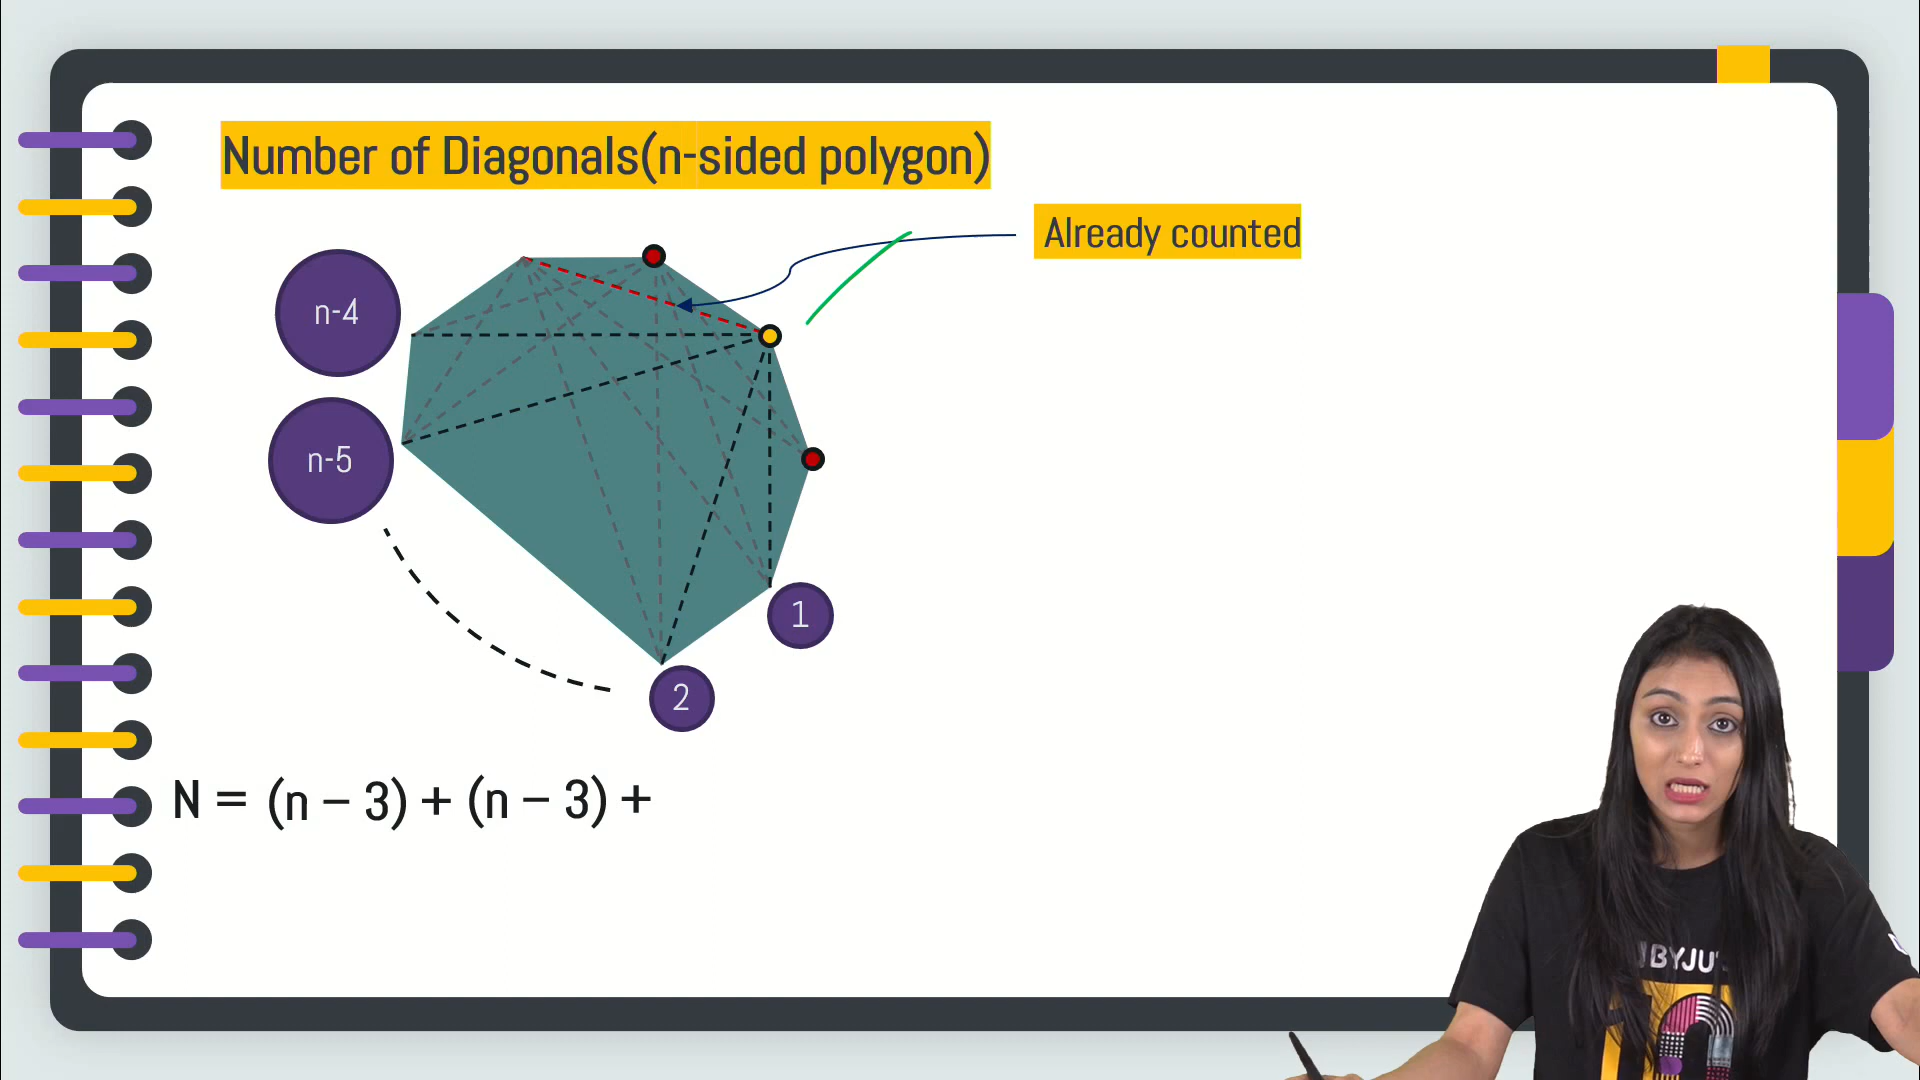 Number of Diagonals(n-sided polygon)
Already counted
n-4
n-5
1
2
N = (n – 3) + (n – 3) +
BYJU'